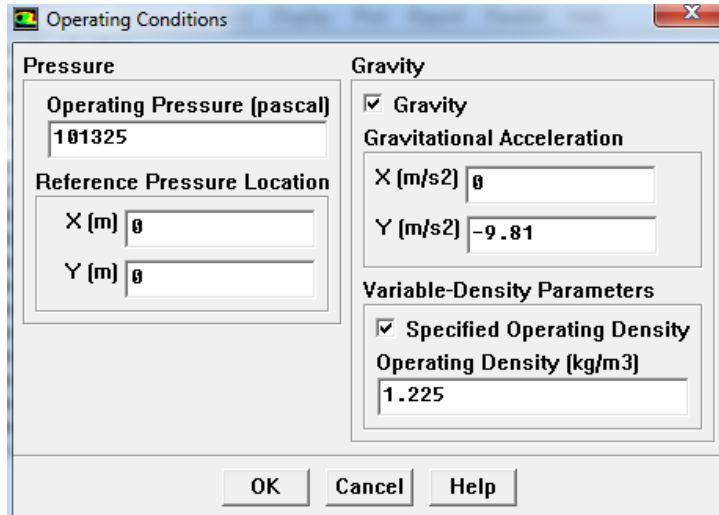 Operating Conditions
Pressure
Operating Pressure (pascal)
101325
Reference Pressure Location
X (m) 0
Y (m) 0
Gravity
Gravity
Gravitational Acceleration
X (m/s2) 0
Y (m/s2) -9.81
Variable-Density Parameters
Specified Operating Density
Operating Density (kg/m3)
1.225
OK Cancel Help